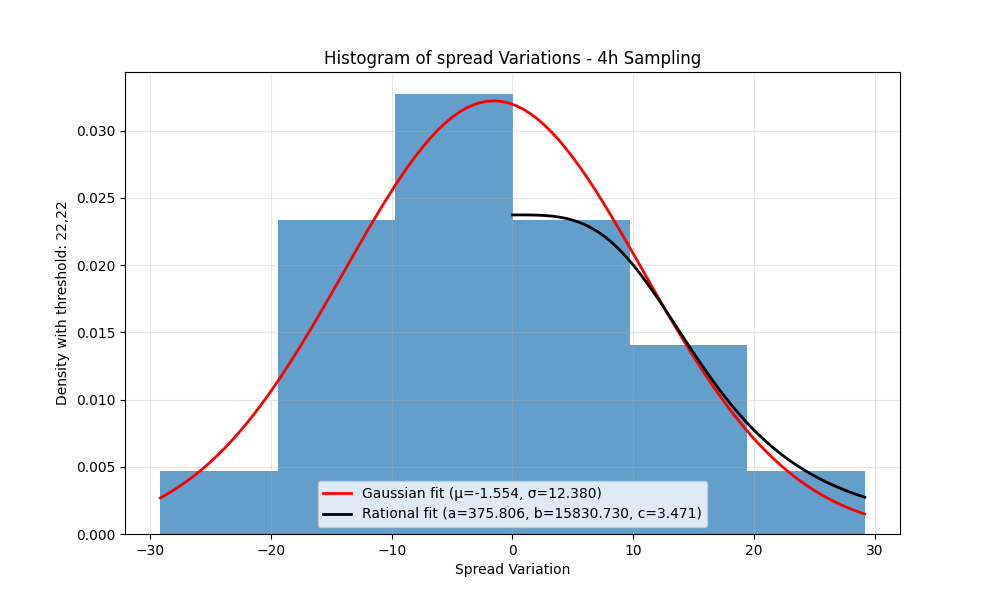 Histogram of spread Variations - 4h Sampling
Density with threshold: 22,22
0.030
0.025
0.020
0.015
0.010
0.005
0.000
Gaussian fit (μ=-1.554, σ=12.380)
Rational fit (a=375.806, b=15830.730, c=3.471)
−30 −20 −10 0 10 20 30
Spread Variation